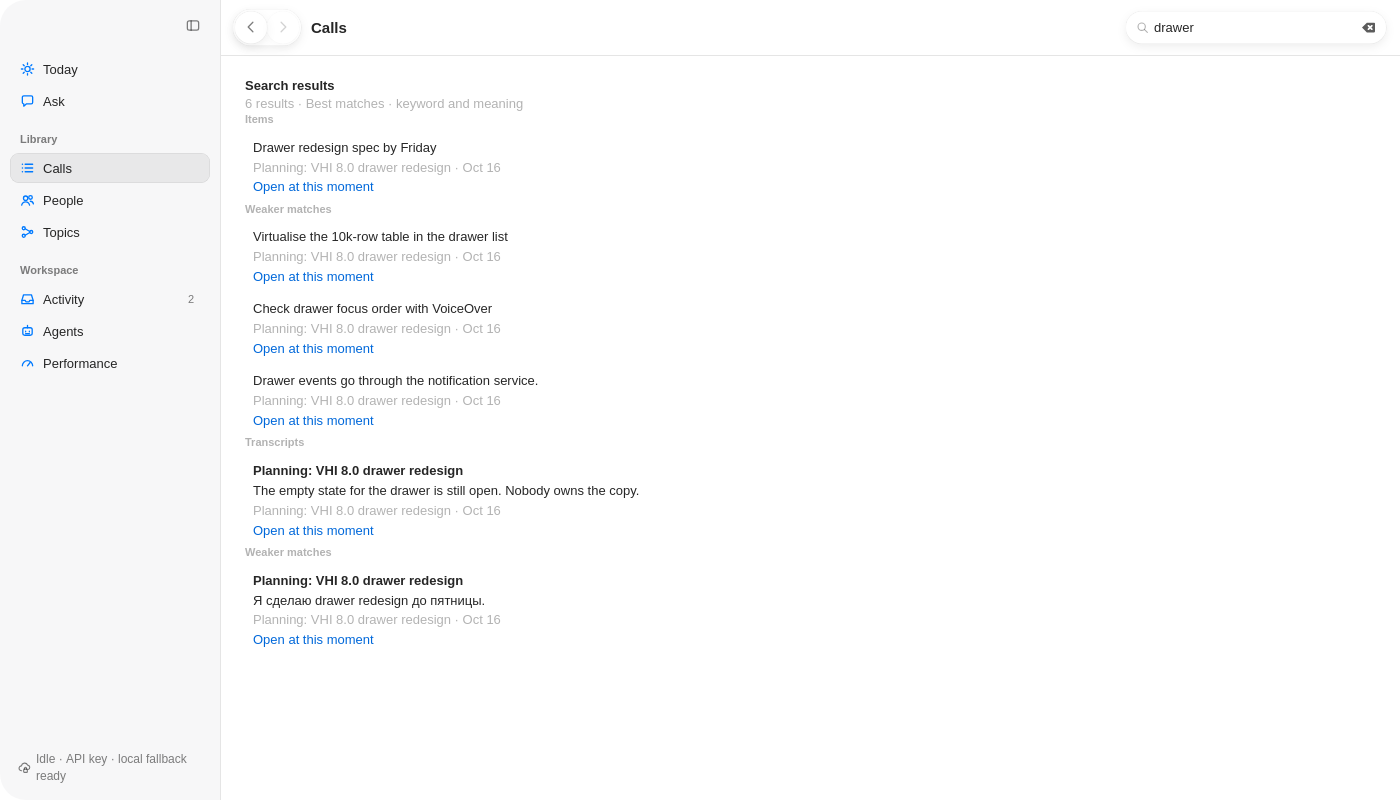 Calls
drawer
Today
Ask
Library
Calls
People
Topics
Workspace
Activity 2
Agents
Performance
Idle · API key · local fallback
ready
Search results
6 results · Best matches · keyword and meaning
Items
Drawer redesign spec by Friday
Planning: VHI 8.0 drawer redesign · Oct 16
Open at this moment
Weaker matches
Virtualise the 10k-row table in the drawer list
Planning: VHI 8.0 drawer redesign · Oct 16
Open at this moment
Check drawer focus order with VoiceOver
Planning: VHI 8.0 drawer redesign · Oct 16
Open at this moment
Drawer events go through the notification service.
Planning: VHI 8.0 drawer redesign · Oct 16
Open at this moment
Transcripts
Planning: VHI 8.0 drawer redesign
The empty state for the drawer is still open. Nobody owns the copy.
Planning: VHI 8.0 drawer redesign · Oct 16
Open at this moment
Weaker matches
Planning: VHI 8.0 drawer redesign
Я сделаю drawer redesign до пятницы.
Planning: VHI 8.0 drawer redesign · Oct 16
Open at this moment